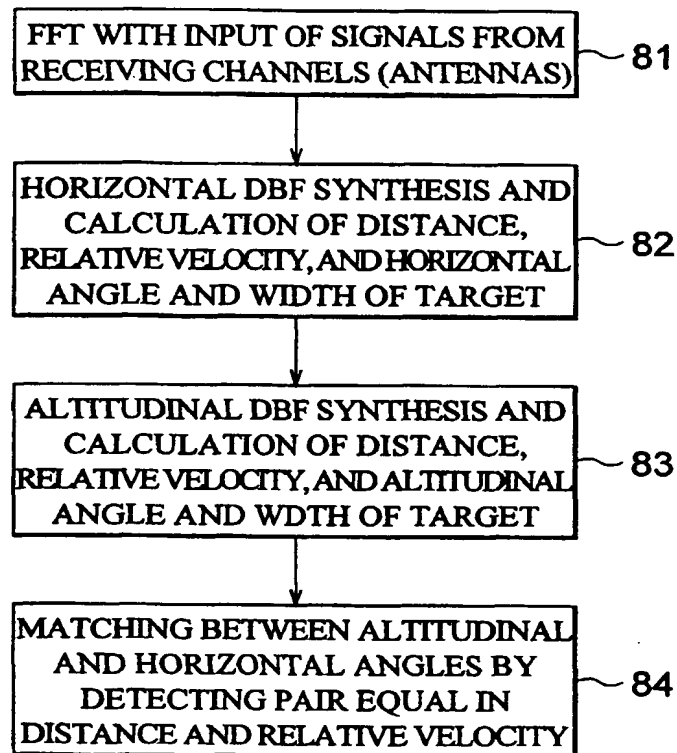 FFT WITH INPUT OF SIGNALS FROM
RECEIVING CHANNELS (ANTENNAS)
81
HORIZONTAL DBF SYNTHESIS AND
CALCULATION OF DISTANCE,
RELATIVE VELOCITY, AND HORIZONTAL
ANGLE AND WIDTH OF TARGET
82
ALTITUDINAL DBF SYNTHESIS AND
CALCULATION OF DISTANCE,
RELATIVE VELOCITY, AND ALTITUDINAL
ANGLE AND WDTH OF TARGET
83
MATCHING BETWEEN ALTITUDINAL
AND HORIZONTAL ANGLES BY
DETECTING PAIR EQUAL IN
DISTANCE AND RELATIVE VELOCITY
84